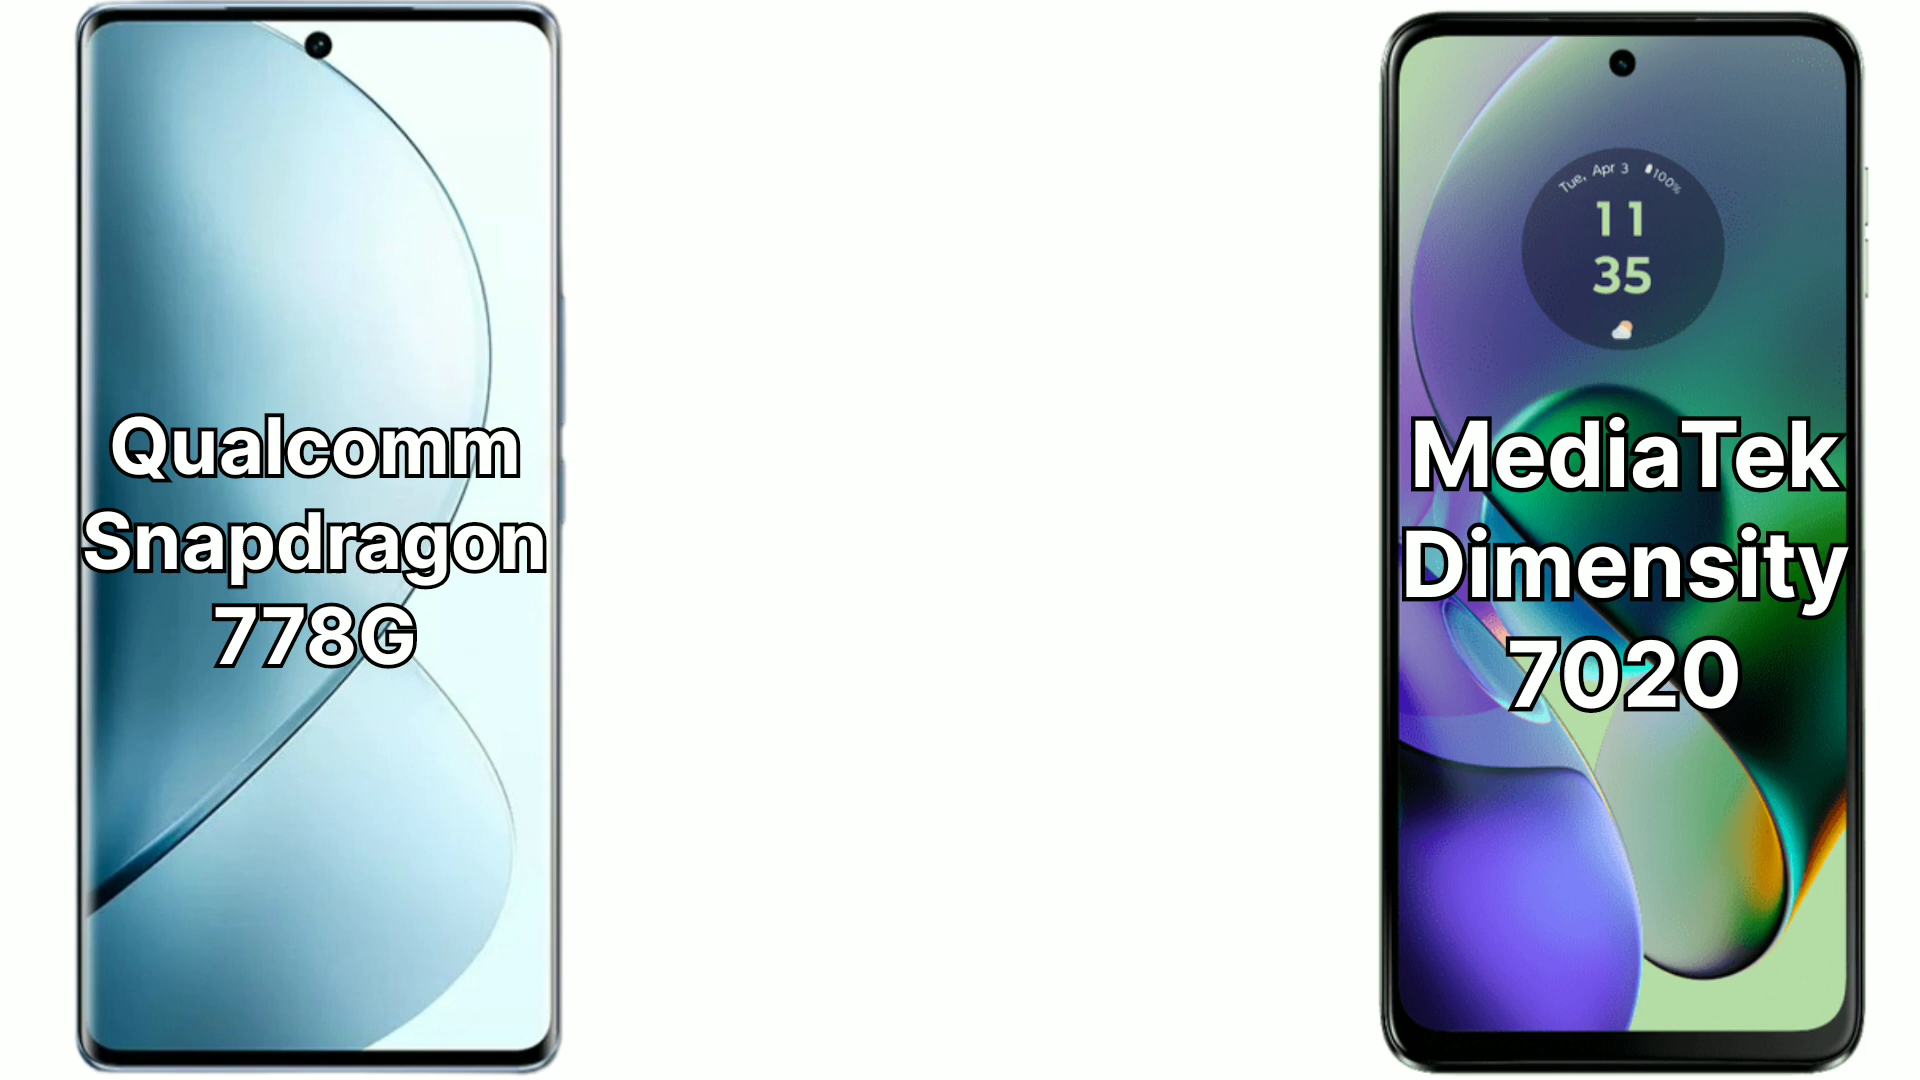 Qualcomm
Snapdragon
778G
Tue, Apr 3 100%
11
35
MediaTek
Dimensity
7020